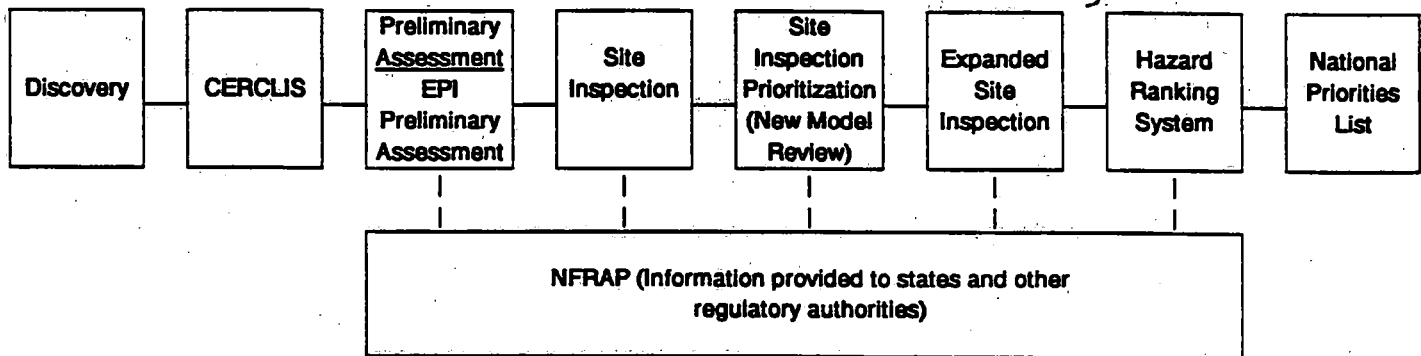 Discovery
CERCLIS
Preliminary
Assessment
EPI
Preliminary
Assessment
Site
Inspection
Site
Inspection
Prioritization
(New Model
Review)
Expanded
Site
Inspection
Hazard
Ranking
System
National
Priorities
List
NFRAP (Information provided to states and other
regulatory authorities)